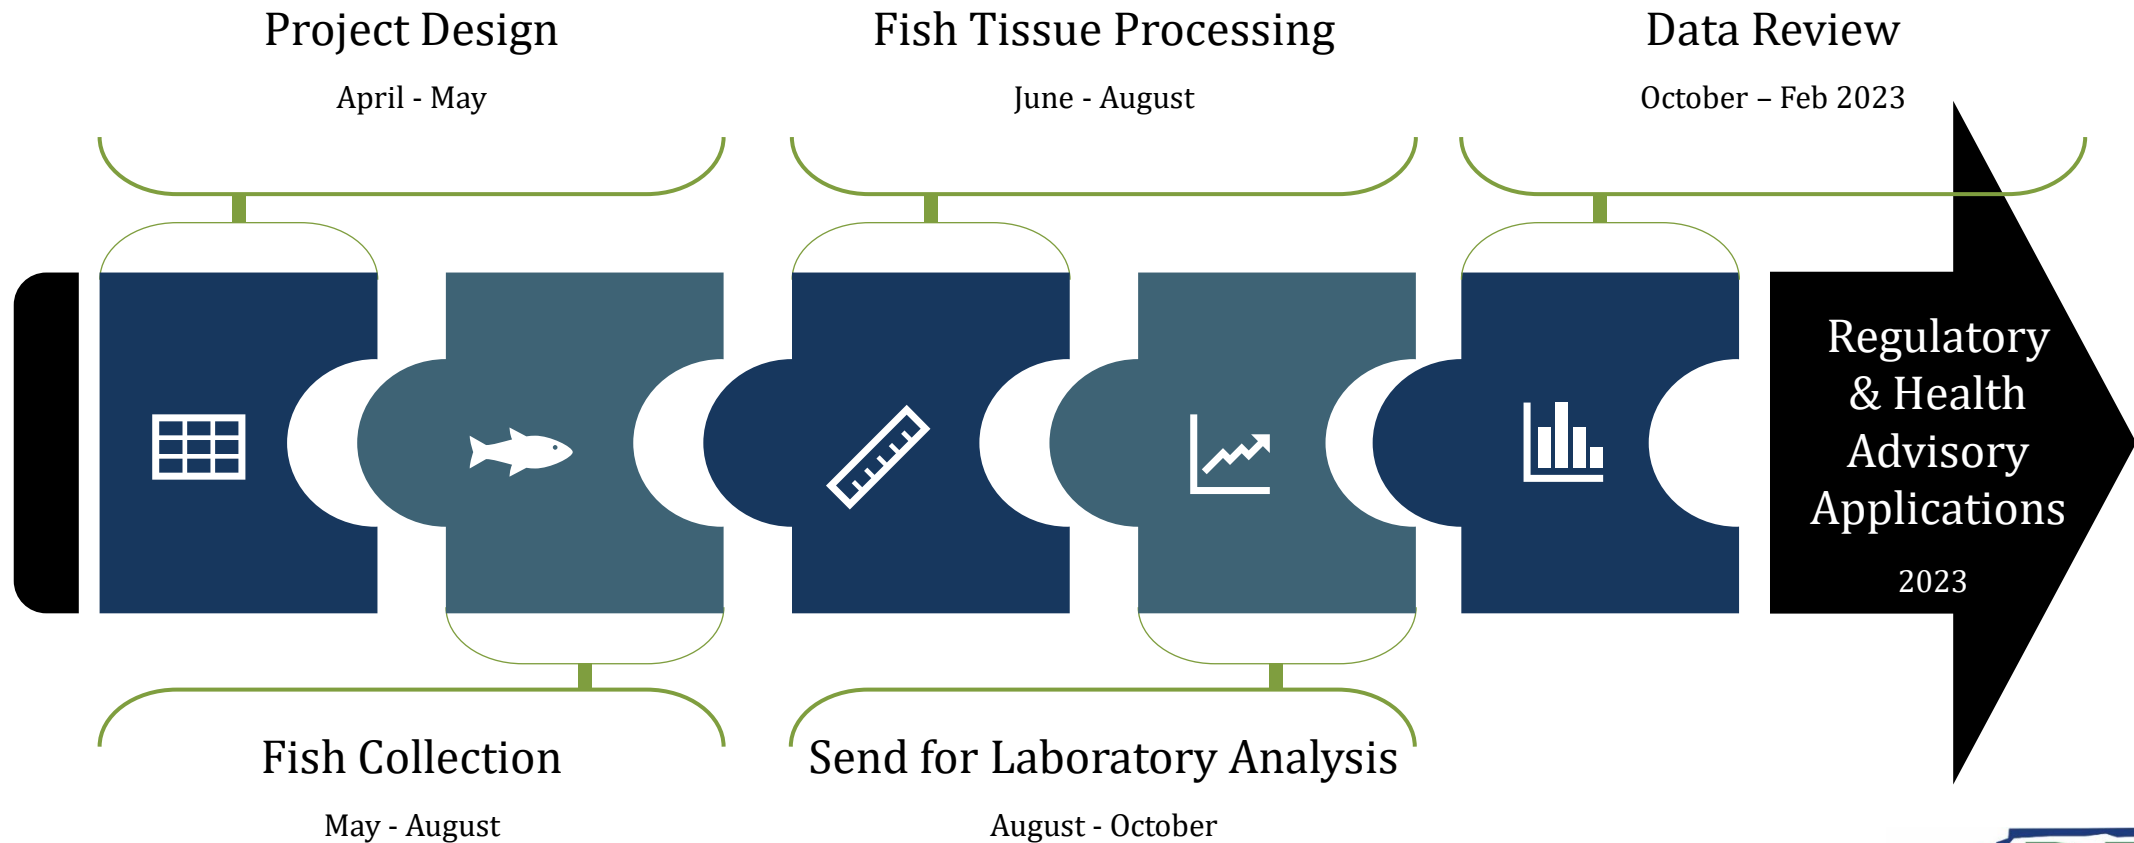 Project Design
April - May
Fish Tissue Processing
June - August
Data Review
October – Feb 2023
Regulatory
& Health
Advisory
Applications
2023
Fish Collection
May - August
Send for Laboratory Analysis
August - October